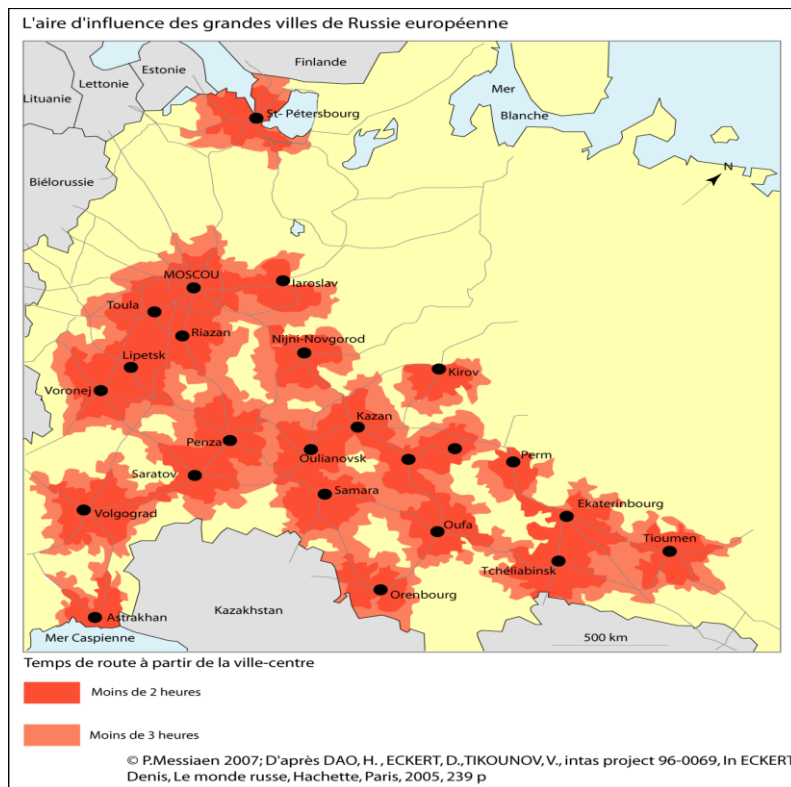 L'aire d'influence des grandes villes de Russie européenne
Estonie
Finlande
Lettonie
Lituanie
Mer
Blanche
St- Pétersbourg
N
Biélorussie
MOSCOU
Iaroslav
Toula
Riazan
Nijni-Novgorod
Lipetsk
Kirov
Voronej
Kazan
Penza
Oulianovsk
Perm
Saratov
Samara
Ekaterinbourg
Volgograd
Oufa
Tioumen
Tchéliabinsk
Orenbourg
Kazakhstan
Astrakhan
Mer Caspienne
500 km
Temps de route à partir de la ville-centre
Moins de 2 heures
Moins de 3 heures
© P.Messiaen 2007; D'après DAO, H. , ECKERT, D.,TIKOUNOV, V., intas project 96-0069, In ECKERT
Denis, Le monde russe, Hachette, Paris, 2005, 239 p